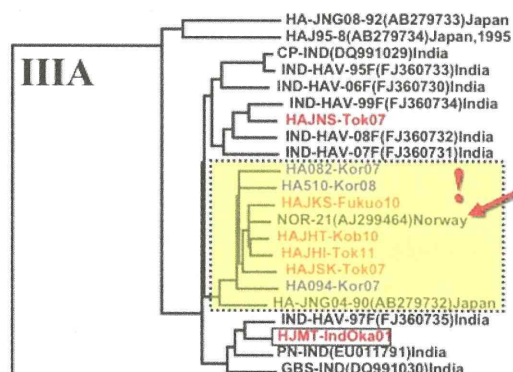 HA-JNG08-92(AB279733)Japan
HAJ95-8(AB279734)Japan,1995
CP-IND(DQ991029)India
IIIA
IND-HAV-95F(FJ360733)India
IND-HAV-06F(FJ360730)India
IND-HAV-99F(FJ360734)India
HAJNS-Tok07
IND-HAV-08F(FJ360732)India
IND-HAV-07F(FJ360731)India
HA082-Kor07
!
HA510-Kor08
HAJKS-Fukuo10
NOR-21(AJ299464)Norway
HAJHT-Kob10
HAJHI-Tok11
HAJSK-Tok07
HA094-Kor07
HA-JNG04-90(AB279732)Japan
IND-HAV-97F(FJ360735)India
HJMT-IndOka01
PN-IND(EU011791)India
GBS-IND(DQ991030)India